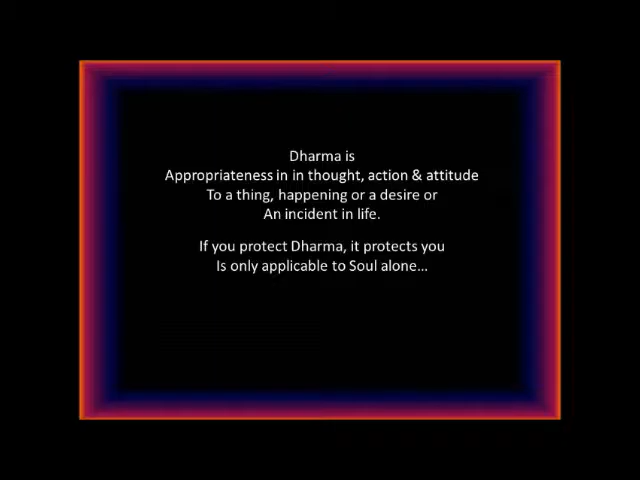 Dharma is
Appropriateness in in thought, action & attitude
To a thing, happening or a desire or
An incident in life.
If you protect Dharma, it protects you
Is only applicable to Soul alone...